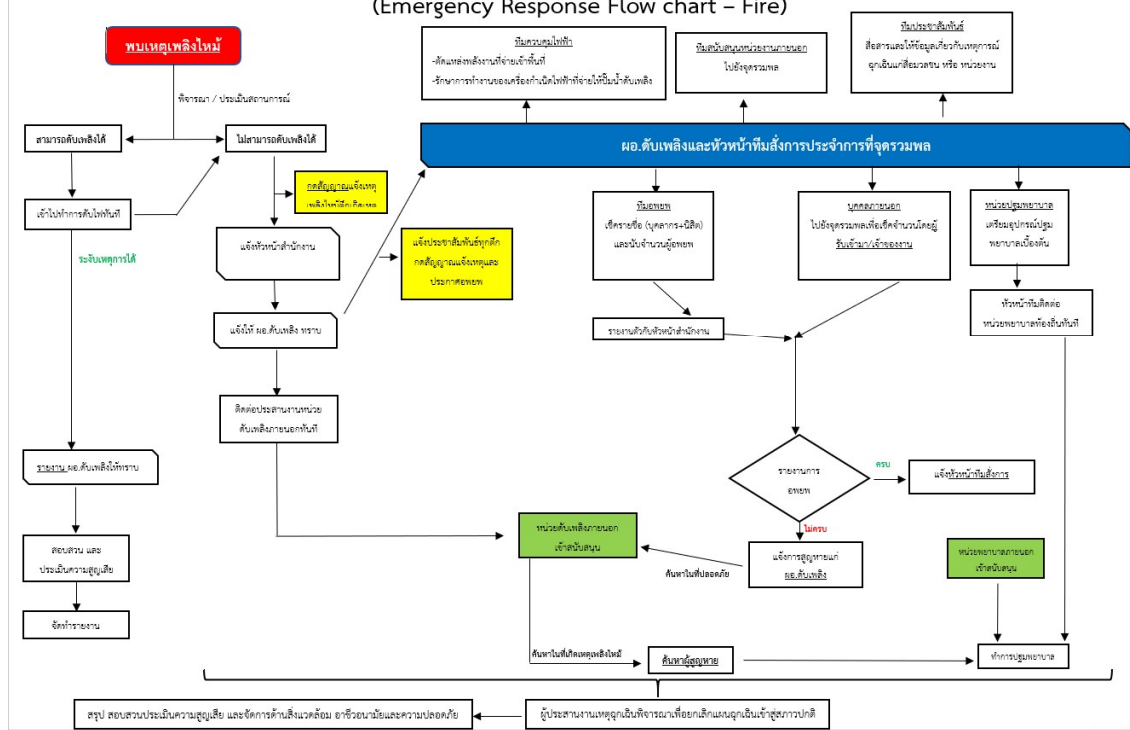 (Emergency Response Flow chart – Fire)
พบเหตุเพลิงไหม้
พิจารณา / ประเมินสถานการณ์
สามารถดับเพลิงได้
ไม่สามารถดับเพลิงได้
เข้าไปทำการดับไฟทันที
ระงับเหตุการได้
รายงาน ผอ.ดับเพลิงให้ทราบ
สอบสวน และ
ประเมินความสูญเสีย
จัดทำรายงาน
กดสัญญาณแจ้งเหตุ
เพลิงไหม้ตึกเกิดเหตุ
แจ้งหัวหน้าสำนักงาน
แจ้งประชาสัมพันธ์ทุกตึก
กดสัญญาณแจ้งเหตุและ
ประกาศอพยพ
แจ้งให้ ผอ.ดับเพลิง ทราบ
ติดต่อประสานงานหน่วย
ดับเพลิงภายนอกทันที
ทีมควบคุมไฟฟ้า
-ตัดแหล่งพลังงานที่จ่ายเข้าพื้นที่
-รักษาการทำงานของเครื่องกำเนิดไฟฟ้าที่จ่ายให้ปั๊มน้ำดับเพลิง
ทีมสนับสนุนหน่วยงานภายนอก
ไปยังจุดรวมพล
ทีมประชาสัมพันธ์
สื่อสารและให้ข้อมูลเกี่ยวกับเหตุการณ์
ฉุกเฉินแก่สื่อมวลชน หรือ หน่วยงาน
ผอ.ดับเพลิงและหัวหน้าทีมสั่งการประจำการที่จุดรวมพล
ทีมอพยพ
เช็ครายชื่อ (บุคลากร+นิสิต)
และนับจำนวนผู้อพยพ
บุคคลภายนอก
ไปยังจุดรวมพลเพื่อเช็คจำนวนโดยผู้
รับเข้ามา/เจ้าของงาน
หน่วยปฐมพยาบาล
เตรียมอุปกรณ์ปฐม
พยาบาลเบื้องต้น
หัวหน้าทีมติดต่อ
หน่วยพยาบาลท้องถิ่นทันที
รายงานตัวกับหัวหน้าสำนักงาน
รายงานการ
อพยพ
ครบ
แจ้งหัวหน้าทีมสั่งการ
ไม่ครบ
แจ้งการสูญหายแก่
ผอ.ดับเพลิง
ค้นหาในที่ปลอดภัย
หน่วยดับเพลิงภายนอก
เข้าสนับสนุน
หน่วยพยาบาลภายนอก
เข้าสนับสนุน
ค้นหาในที่เกิดเหตุเพลิงไหม้
ค้นหาผู้สูญหาย
ทำการปฐมพยาบาล
สรุป สอบสวนประเมินความสูญเสีย และจัดการด้านสิ่งแวดล้อม อาชีวอนามัยและความปลอดภัย
ผู้ประสานงานเหตุฉุกเฉินพิจารณาเพื่อยกเลิกแผนฉุกเฉินเข้าสู่สภาวปกติ